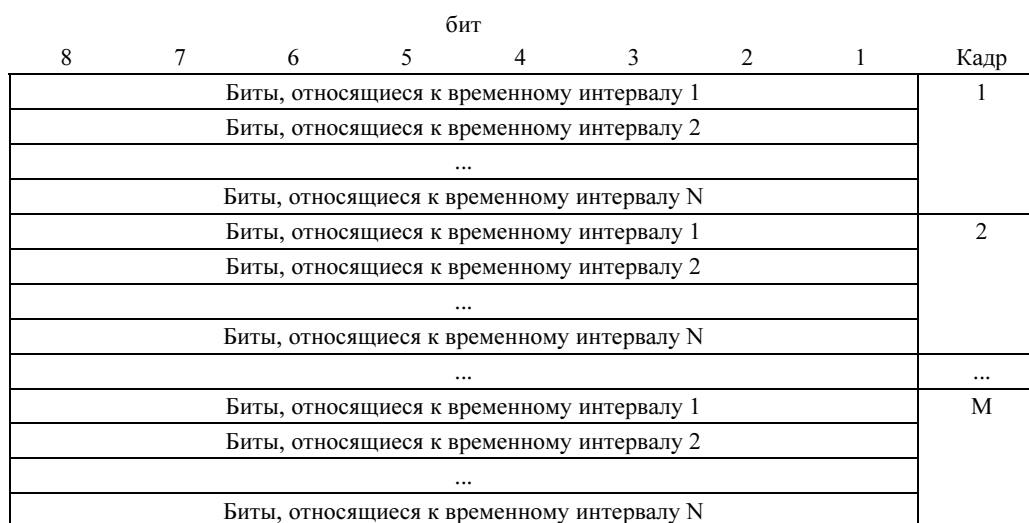 бит
8 7 6 5 4 3 2 1 Кадр
Биты, относящиеся к временному интервалу 1 1
Биты, относящиеся к временному интервалу 2
...
Биты, относящиеся к временному интервалу N
Биты, относящиеся к временному интервалу 1 2
Биты, относящиеся к временному интервалу 2
...
Биты, относящиеся к временному интервалу N
... ...
Биты, относящиеся к временному интервалу 1 M
Биты, относящиеся к временному интервалу 2
...
Биты, относящиеся к временному интервалу N